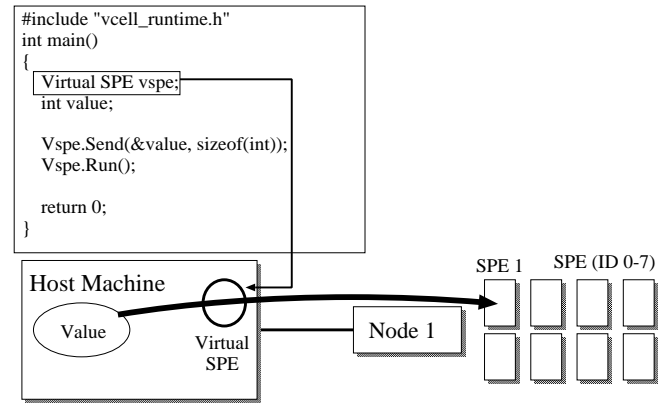 #include "vcell_runtime.h"
int main()
{
Virtual SPE vspe;
int value;
Vspe.Send(&value, sizeof(int));
Vspe.Run();
return 0;
}
Host Machine
Value
Virtual
SPE
Node 1
SPE 1
SPE (ID 0-7)